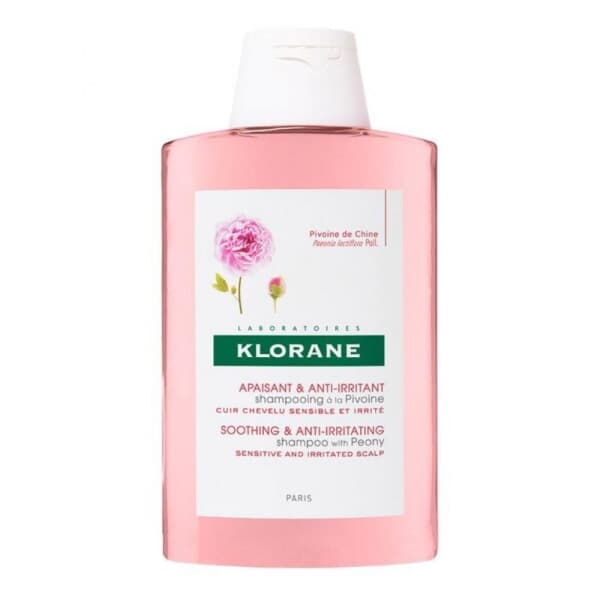 Pivoine de Chine
Paeonia lactiflora Pall.
LABORATOIRES
KLORANE
APAISANT & ANTI-IRRITANT
shampooing à la Pivoine
CUIR CHEVELU SENSIBLE ET IRRITÉ
SOOTHING & ANTI-IRRITATING
shampoo with Peony
SENSITIVE AND IRRITATED SCALP
PARIS